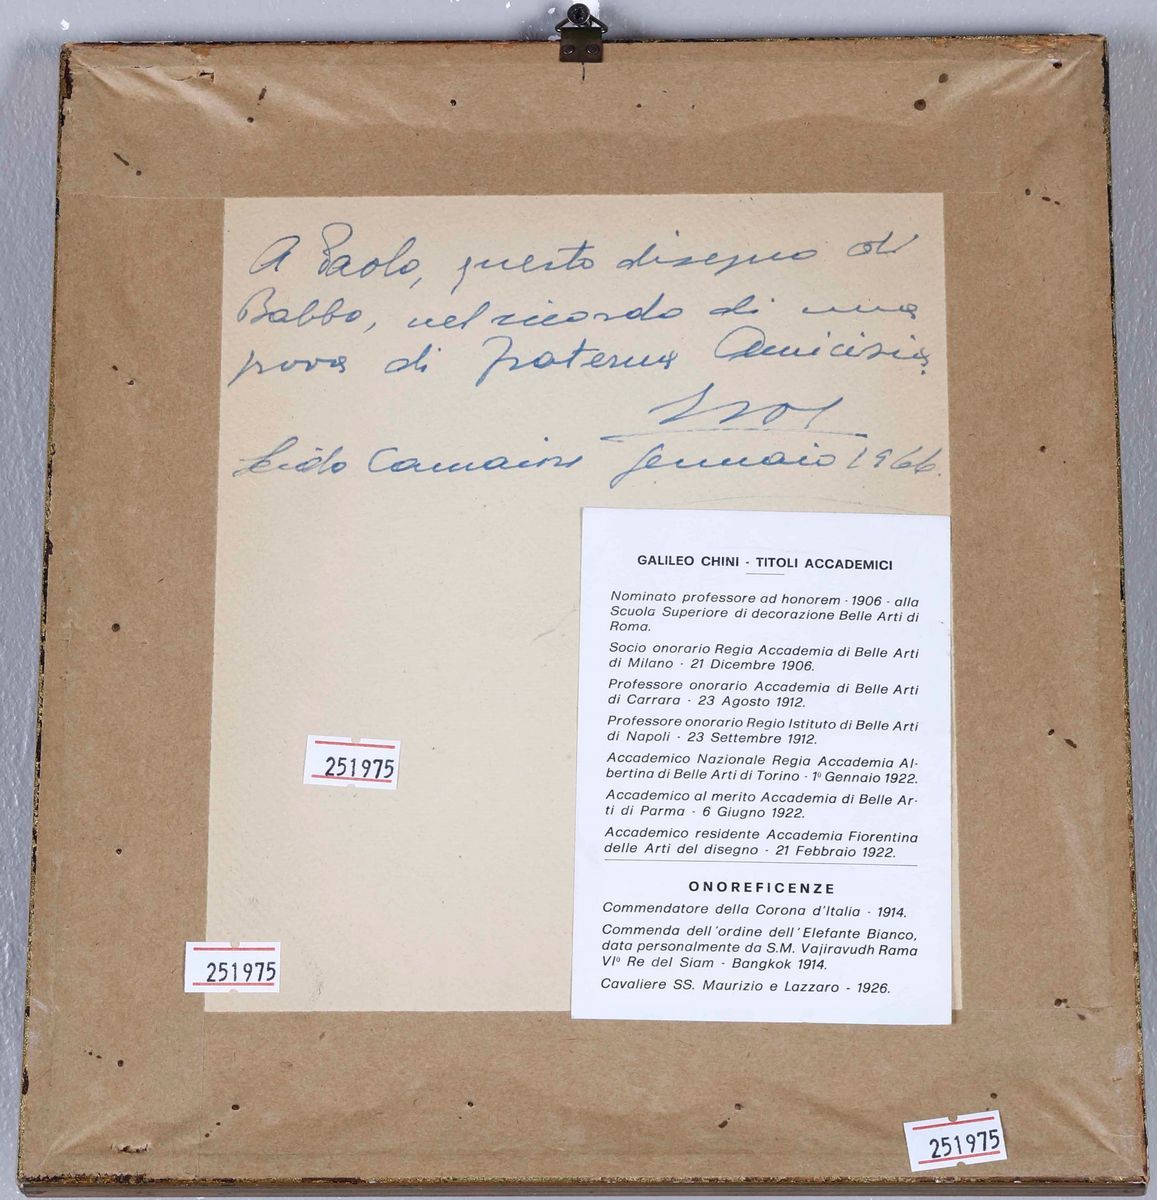 A Paolo, questo disegno di
Babbo, nel ricordo di una
prova di fraterna Amicizia.
Lido Camaiore Gennaio 1966.
GALILEO CHINI - TITOLI ACCADEMICI
Nominato professore ad honorem - 1906 - alla
Scuola Superiore di decorazione Belle Arti di
Roma.
Socio onorario Regia Accademia di Belle Arti
di Milano - 21 Dicembre 1906.
Professore onorario Accademia di Belle Arti
di Carrara - 23 Agosto 1912.
Professore onorario Regio Istituto di Belle Arti
di Napoli - 23 Settembre 1912.
Accademico Nazionale Regia Accademia Al-
bertina di Belle Arti di Torino - 1º Gennaio 1922.
Accademico al merito Accademia di Belle Ar-
ti di Parma - 6 Giugno 1922.
Accademico residente Accademia Fiorentina
delle Arti del disegno - 21 Febbraio 1922.
ONOREFICENZE
Commendatore della Corona d'Italia - 1914.
Commenda dell'ordine dell'Elefante Bianco,
data personalmente da S.M. Vajiravudh Rama
VIº Re del Siam - Bangkok 1914.
Cavaliere SS. Maurizio e Lazzaro - 1926.
251975
251975
251975